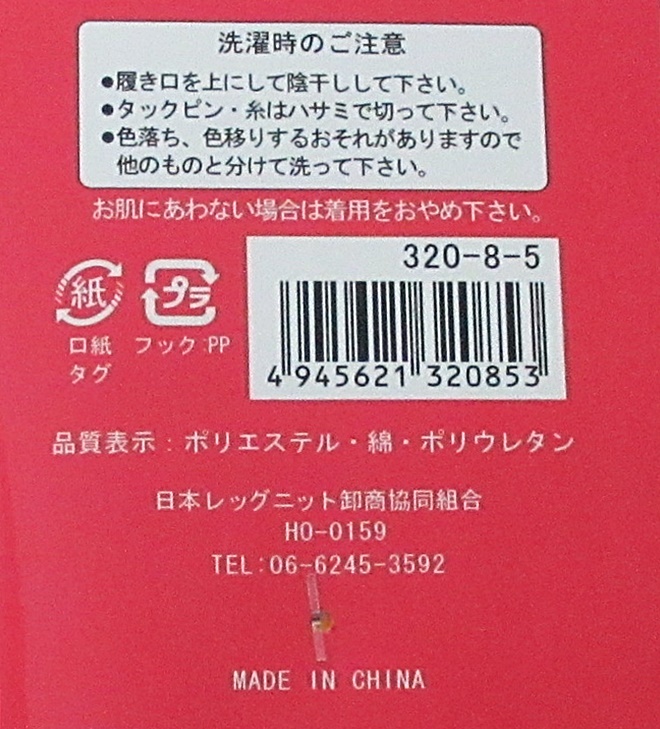 洗濯時のご注意
●履き口を上にして陰干しして下さい。
●タックピン・糸はハサミで切って下さい。
●色落ち、色移りするおそれがありますので
他のものと分けて洗って下さい。
お肌にあわない場合は着用をおやめ下さい。
320-8-5
4 945621 320853
紙 プラ
口紙 フック:PP
タグ
品質表示:ポリエステル・綿・ポリウレタン
日本レッグニット卸商協同組合
HO-0159
TEL:06-6245-3592
MADE IN CHINA